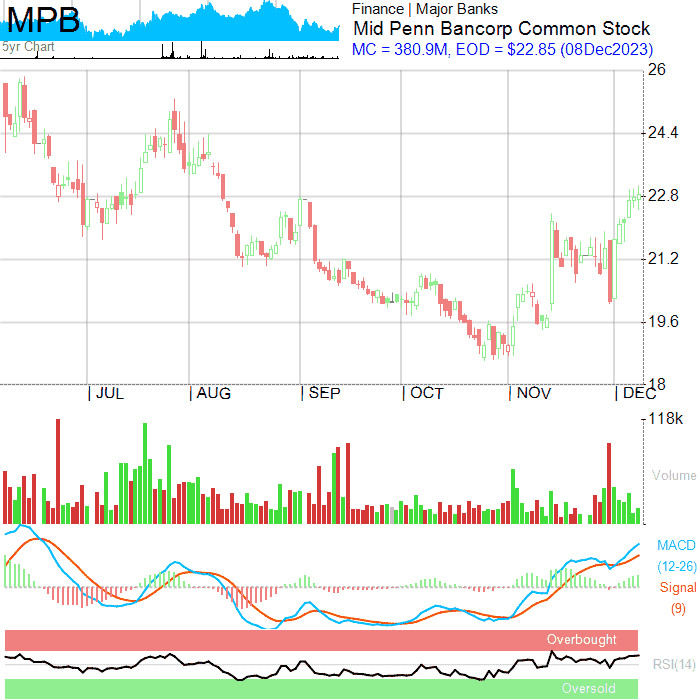 MPB
5yr Chart
Finance | Major Banks
Mid Penn Bancorp Common Stock
MC = 380.9M, EOD = $22.85 (08Dec2023)
26
24.4
22.8
21.2
19.6
18
JUL AUG SEP OCT NOV DEC
118k
Volume
MACD
(12-26)
Signal
(9)
Overbought
RSI(14)
Oversold